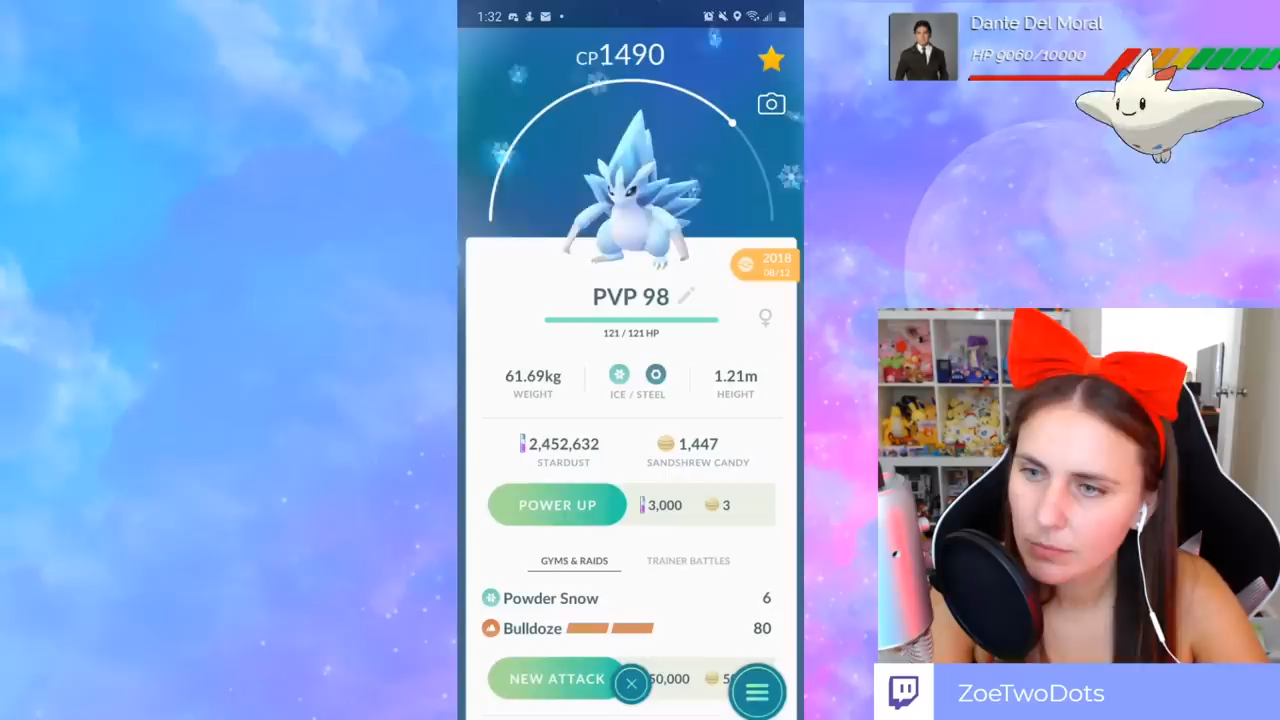 1:32
CP1490
2018
08/12
PVP 98
121 / 121 HP
61.69kg
WEIGHT
ICE / STEEL
1.21m
HEIGHT
2,452,632
STARDUST
1,447
SANDSHREW CANDY
POWER UP
3,000
3
GYMS & RAIDS
TRAINER BATTLES
Powder Snow
6
Bulldoze
80
NEW ATTACK
50,000
Dante Del Moral
HP 9060/10000
ZoeTwoDots